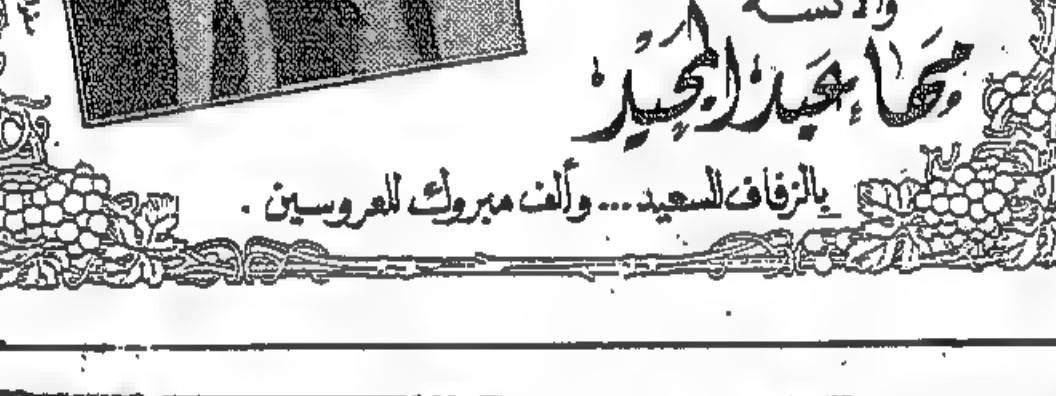 والآنسة
مها عبد المجيد
بالزفاف السعيد... وألف مبروك للعروسين .